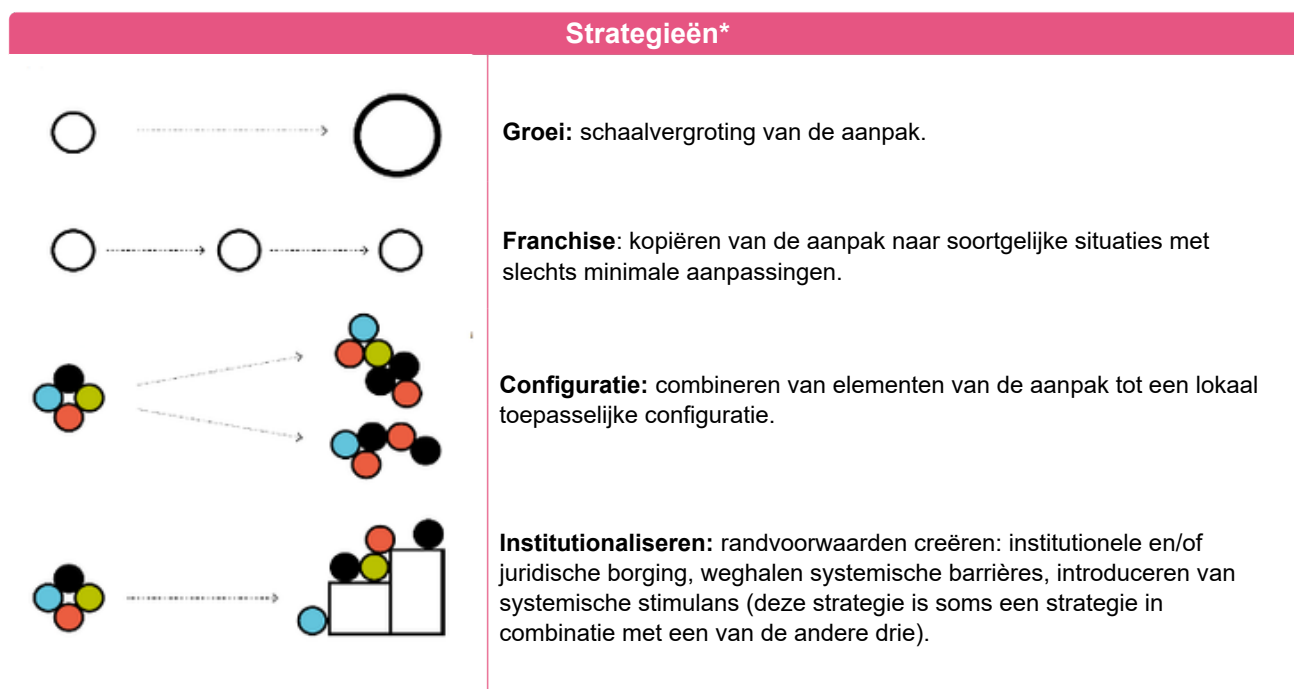 Strategieën*
Groei: schaalvergroting van de aanpak.
Franchise: kopiëren van de aanpak naar soortgelijke situaties met
slechts minimale aanpassingen.
Configuratie: combineren van elementen van de aanpak tot een lokaal
toepasselijke configuratie.
Institutionaliseren: randvoorwaarden creëren: institutionele en/of
juridische borging, weghalen systemische barrières, introduceren van
systemische stimulans (deze strategie is soms een strategie in
combinatie met een van de andere drie).